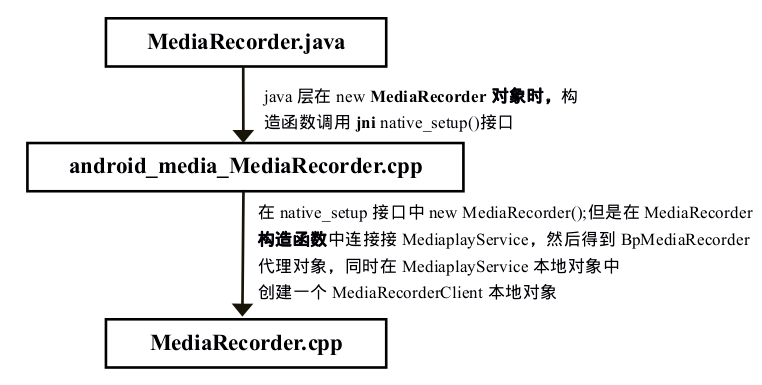 MediaRecorder.java
java 层在 new MediaRecorder 对象时，构
造函数调用 jni native_setup()接口
android_media_MediaRecorder.cpp
在 native_setup 接口中 new MediaRecorder();但是在 MediaRecorder
构造函数中连接接 MediaplayService，然后得到 BpMediaRecorder
代理对象，同时在 MediaplayService 本地对象中
创建一个 MediaRecorderClient 本地对象
MediaRecorder.cpp